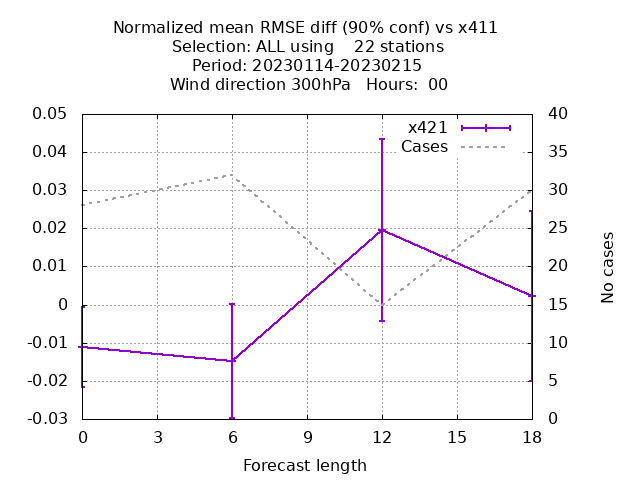 Normalized mean RMSE diff (90% conf) vs x411
Selection: ALL using    22 stations
Period: 20230114-20230215
Wind direction 300hPa   Hours:  00
x421
Cases
0.05
0.04
0.03
0.02
0.01
0
-0.01
-0.02
-0.03
40
35
30
25
20
15
10
5
0
No cases
0 3 6 9 12 15 18
Forecast length